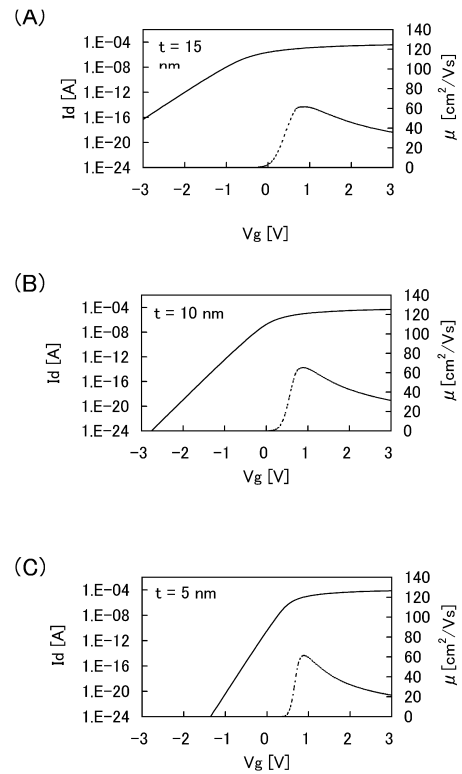 (A)
t = 15
nm
1.E−04
1.E−08
1.E−12
1.E−16
1.E−20
1.E−24
Id [A]
140
120
100
80
60
40
20
0
μ [cm²/Vs]
−3 −2 −1 0 1 2 3
Vg [V]
(B)
t = 10 nm
1.E−04
1.E−08
1.E−12
1.E−16
1.E−20
1.E−24
Id [A]
140
120
100
80
60
40
20
0
μ [cm²/Vs]
−3 −2 −1 0 1 2 3
Vg [V]
(C)
t = 5 nm
1.E−04
1.E−08
1.E−12
1.E−16
1.E−20
1.E−24
Id [A]
140
120
100
80
60
40
20
0
μ [cm²/Vs]
−3 −2 −1 0 1 2 3
Vg [V]